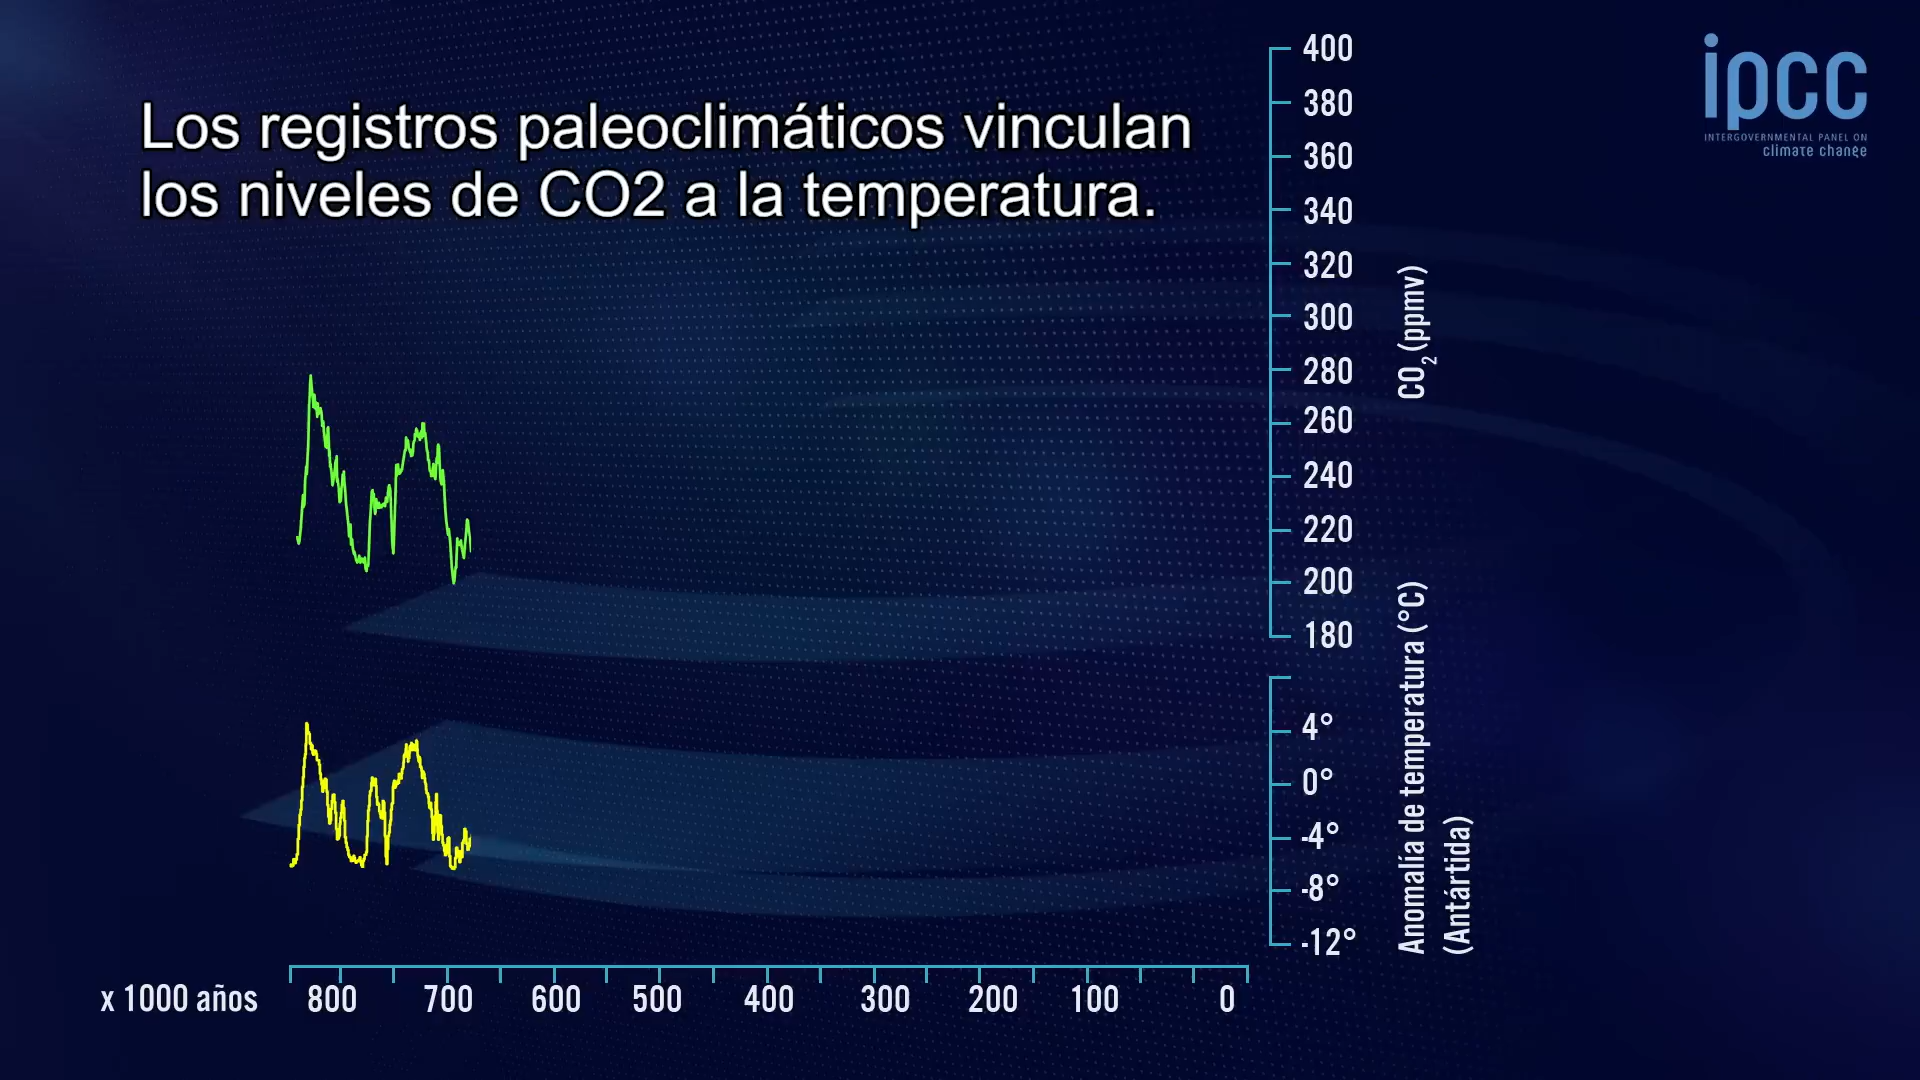 Los registros paleoclimáticos vinculan
los niveles de CO2 a la temperatura.
ipcc
INTERGOVERNMENTAL PANEL ON
climate change
400
380
360
340
320
300
280
260
240
220
200
180
CO2 (ppmv)
4°
0°
-4°
-8°
-12°
Anomalía de temperatura (°C)
(Antártida)
x 1000 años 800 700 600 500 400 300 200 100 0